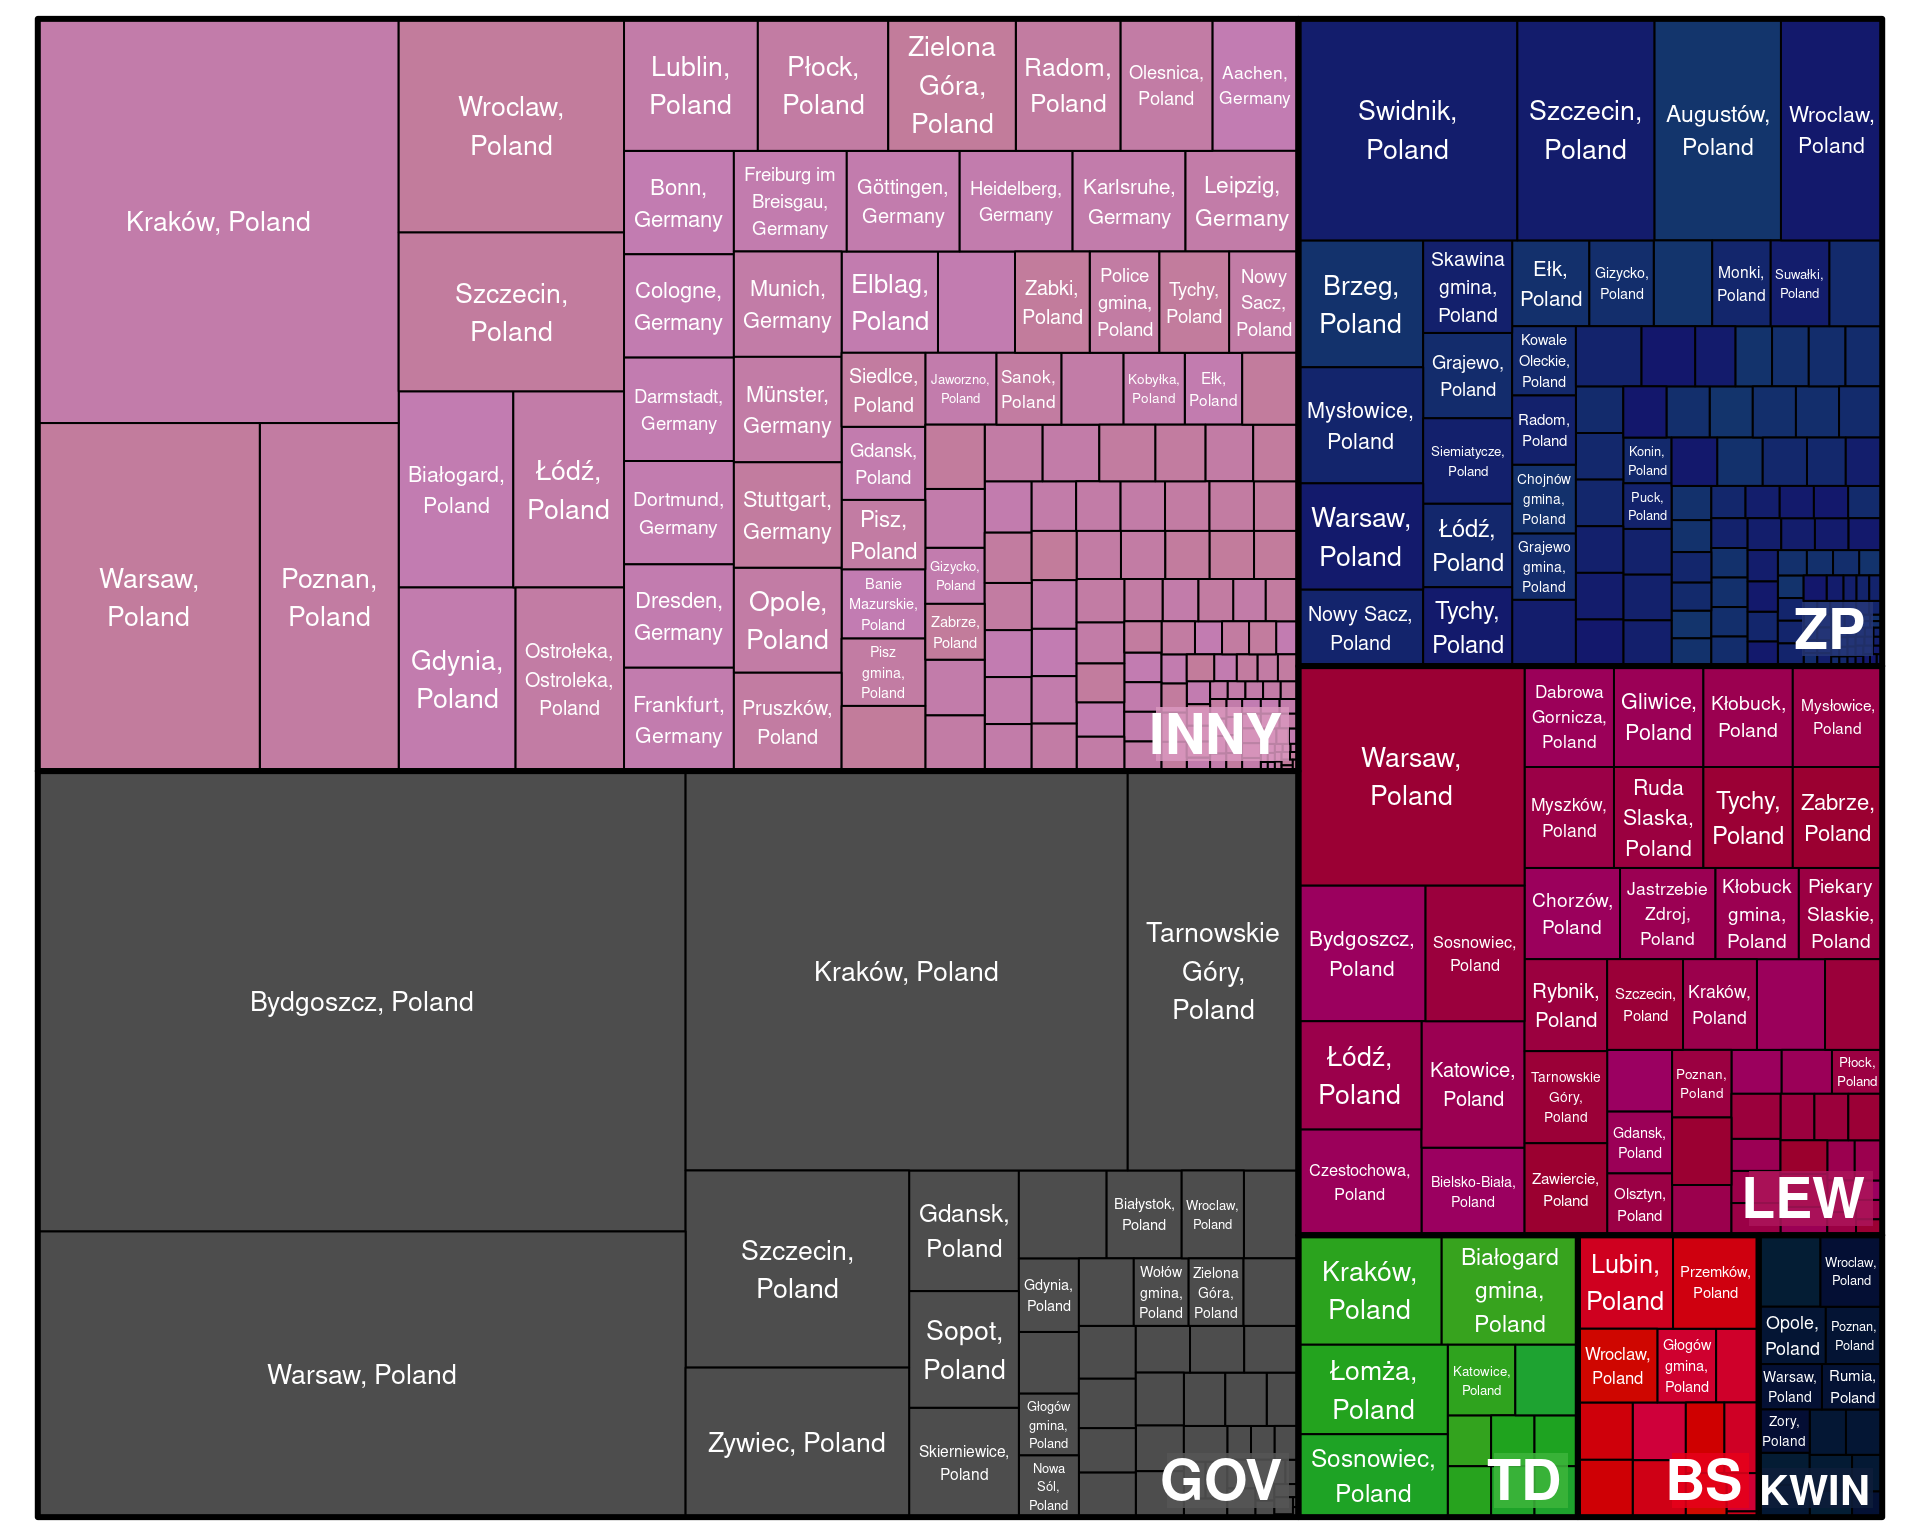 Kraków, Poland
Warsaw,
Poland
Poznan,
Poland
Wroclaw,
Poland
Szczecin,
Poland
Białogard,
Poland
Łódź,
Poland
Gdynia,
Poland
Ostrołeka,
Ostroleka,
Poland
Lublin,
Poland
Płock,
Poland
Zielona
Góra,
Poland
Radom,
Poland
Olesnica,
Poland
Aachen,
Germany
Bonn,
Germany
Freiburg im
Breisgau,
Germany
Göttingen,
Germany
Heidelberg,
Germany
Karlsruhe,
Germany
Leipzig,
Germany
Cologne,
Germany
Munich,
Germany
Elblag,
Poland
Zabki,
Poland
Police
gmina,
Poland
Tychy,
Poland
Nowy
Sacz,
Poland
Darmstadt,
Germany
Münster,
Germany
Siedlce,
Poland
Jaworzno,
Poland
Sanok,
Poland
Kobyłka,
Poland
Ełk,
Poland
Gdansk,
Poland
Dortmund,
Germany
Stuttgart,
Germany
Pisz,
Poland
Gizycko,
Poland
Dresden,
Germany
Opole,
Poland
Banie
Mazurskie,
Poland
Zabrze,
Poland
Pisz
gmina,
Poland
Frankfurt,
Germany
Pruszków,
Poland
INNY
Bydgoszcz, Poland
Warsaw, Poland
Kraków, Poland
Tarnowskie
Góry,
Poland
Szczecin,
Poland
Zywiec, Poland
Gdansk,
Poland
Sopot,
Poland
Skierniewice,
Poland
Białystok,
Poland
Wroclaw,
Poland
Gdynia,
Poland
Wołów
gmina,
Poland
Zielona
Góra,
Poland
Głogów
gmina,
Poland
Nowa
Sól,
Poland
GOV
Swidnik,
Poland
Szczecin,
Poland
Augustów,
Poland
Wroclaw,
Poland
Brzeg,
Poland
Mysłowice,
Poland
Warsaw,
Poland
Nowy Sacz,
Poland
Skawina
gmina,
Poland
Grajewo,
Poland
Siemiatycze,
Poland
Łódź,
Poland
Tychy,
Poland
Ełk,
Poland
Gizycko,
Poland
Monki,
Poland
Suwałki,
Poland
Kowale
Oleckie,
Poland
Radom,
Poland
Chojnów
gmina,
Poland
Grajewo
gmina,
Poland
Konin,
Poland
Puck,
Poland
ZP
Warsaw,
Poland
Bydgoszcz,
Poland
Sosnowiec,
Poland
Łódź,
Poland
Katowice,
Poland
Czestochowa,
Poland
Bielsko-Biała,
Poland
Dabrowa
Gornicza,
Poland
Gliwice,
Poland
Kłobuck,
Poland
Mysłowice,
Poland
Myszków,
Poland
Ruda
Slaska,
Poland
Tychy,
Poland
Zabrze,
Poland
Chorzów,
Poland
Jastrzebie
Zdroj,
Poland
Kłobuck
gmina,
Poland
Piekary
Slaskie,
Poland
Rybnik,
Poland
Szczecin,
Poland
Kraków,
Poland
Tarnowskie
Góry,
Poland
Poznan,
Poland
Płock,
Poland
Gdansk,
Poland
Zawiercie,
Poland
Olsztyn,
Poland
LEW
Kraków,
Poland
Białogard
gmina,
Poland
Łomża,
Poland
Katowice,
Poland
Sosnowiec,
Poland
TD
Lubin,
Poland
Przemków,
Poland
Wroclaw,
Poland
Głogów
gmina,
Poland
BS
Wroclaw,
Poland
Opole,
Poland
Poznan,
Poland
Warsaw,
Poland
Rumia,
Poland
Zory,
Poland
KWIN